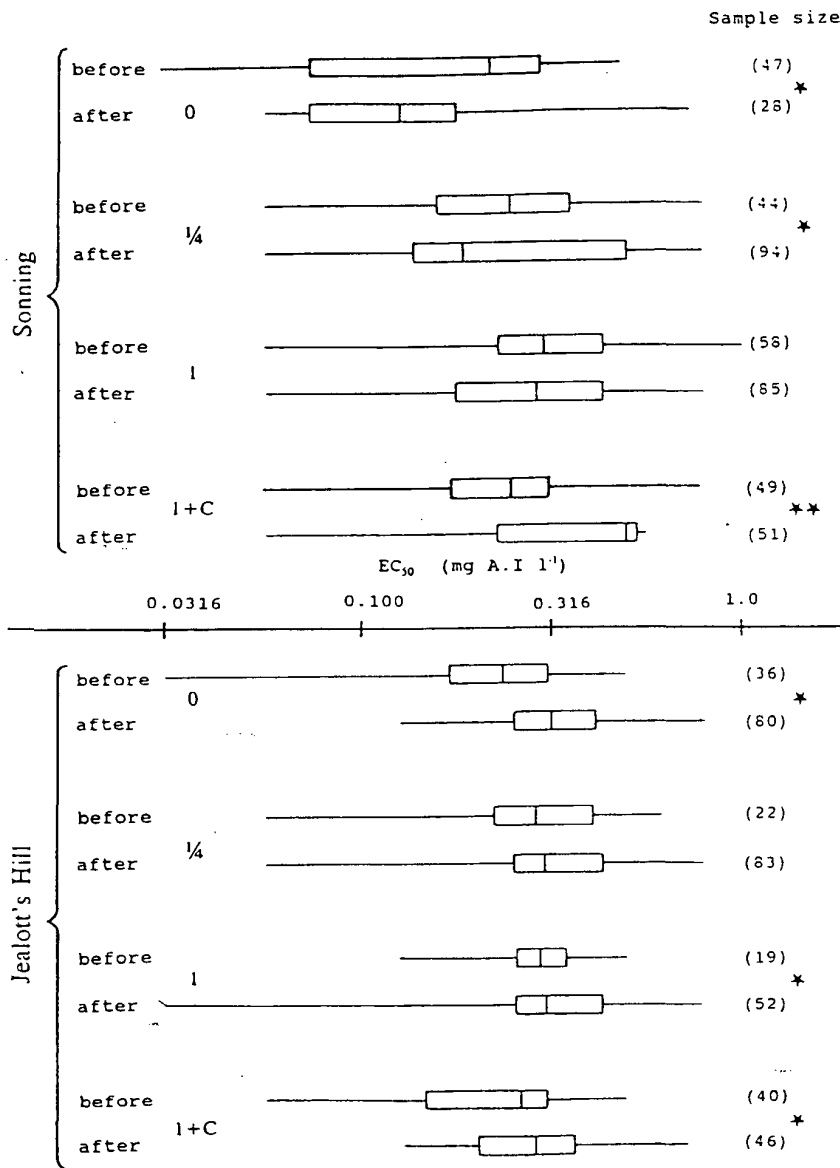 Sample size
Sonning
before (47)
0 ★
after (28)
before (44)
¼ ★
after (94)
before (58)
1
after (85)
before (49)
1+C ★★
after (51)
EC₅₀ (mg A.I l⁻¹)
0.0316 0.100 0.316 1.0
Jealott's Hill
before (36)
0 ★
after (80)
before (22)
¼
after (83)
before (19)
1 ★
after (52)
before (40)
1+C ★
after (46)